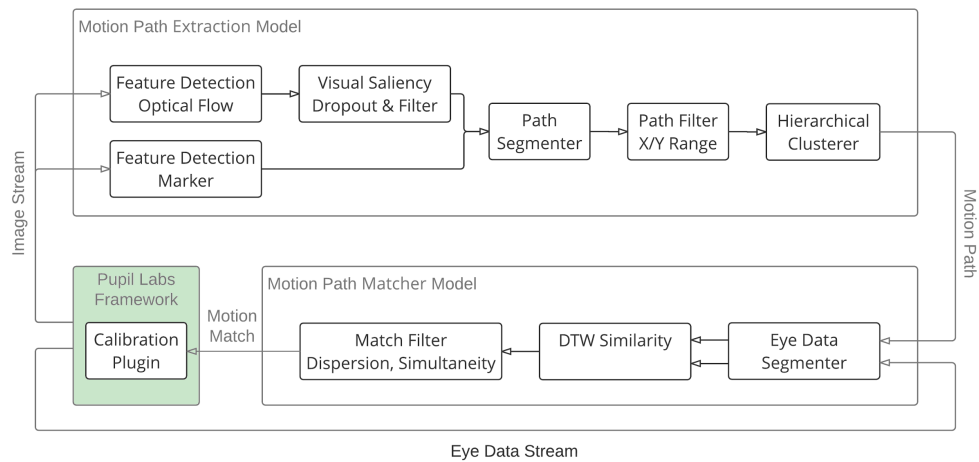 Motion Path Extraction Model
Feature Detection
Optical Flow
Visual Saliency
Dropout & Filter
Feature Detection
Marker
Path
Segmenter
Path Filter
X/Y Range
Hierarchical
Clusterer
Image Stream
Motion Path
Pupil Labs
Framework
Calibration
Plugin
Motion
Match
Motion Path Matcher Model
Match Filter
Dispersion, Simultaneity
DTW Similarity
Eye Data
Segmenter
Eye Data Stream